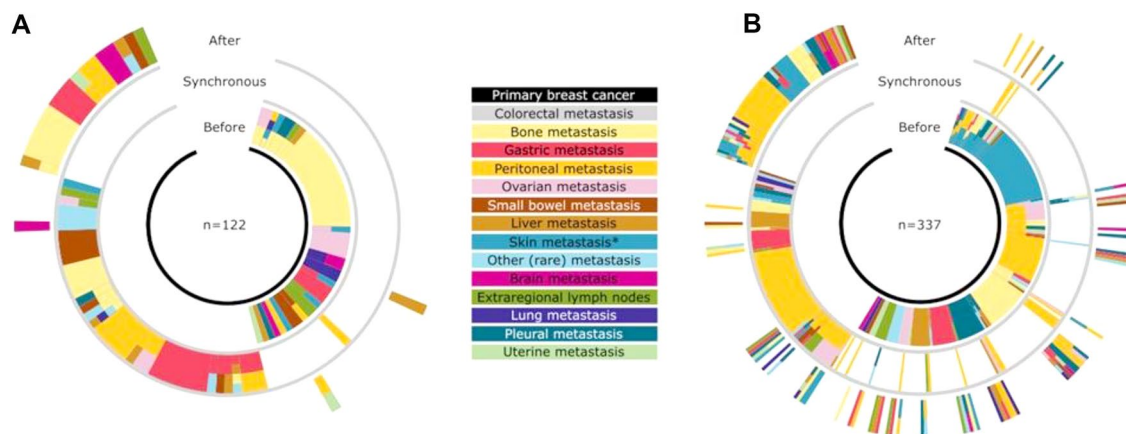 A
After
Synchronous
Before
n=122
Primary breast cancer
Colorectal metastasis
Bone metastasis
Gastric metastasis
Peritoneal metastasis
Ovarian metastasis
Small bowel metastasis
Liver metastasis
Skin metastasis*
Other (rare) metastasis
Brain metastasis
Extraregional lymph nodes
Lung metastasis
Pleural metastasis
Uterine metastasis
B
After
Synchronous
Before
n=337